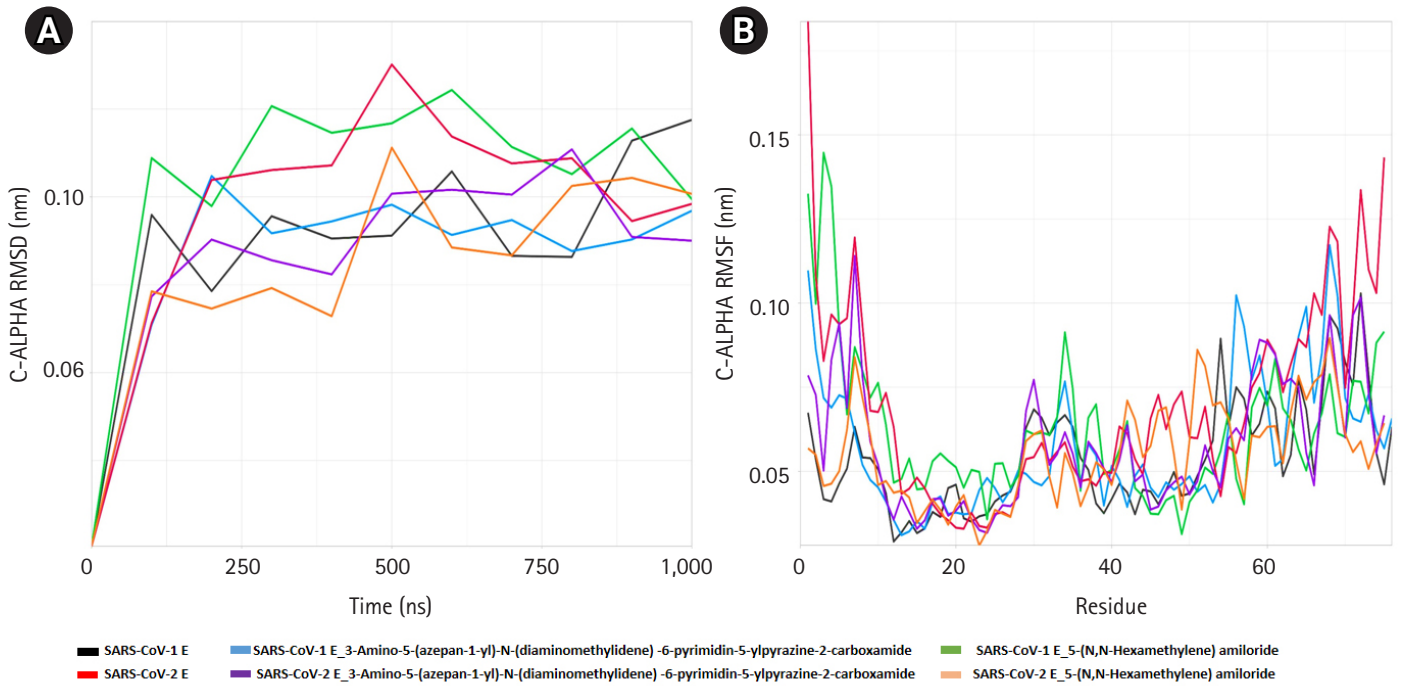 A
B
C-ALPHA RMSD (nm)
0.10
0.06
0
250
500
750
1,000
Time (ns)
C-ALPHA RMSF (nm)
0.15
0.10
0.05
0
20
40
60
Residue
SARS-CoV-1 E
SARS-CoV-1 E_3-Amino-5-(azepan-1-yl)-N-(diaminomethylidene) -6-pyrimidin-5-ylpyrazine-2-carboxamide
SARS-CoV-1 E_5-(N,N-Hexamethylene) amiloride
SARS-CoV-2 E
SARS-CoV-2 E_3-Amino-5-(azepan-1-yl)-N-(diaminomethylidene) -6-pyrimidin-5-ylpyrazine-2-carboxamide
SARS-CoV-2 E_5-(N,N-Hexamethylene) amiloride